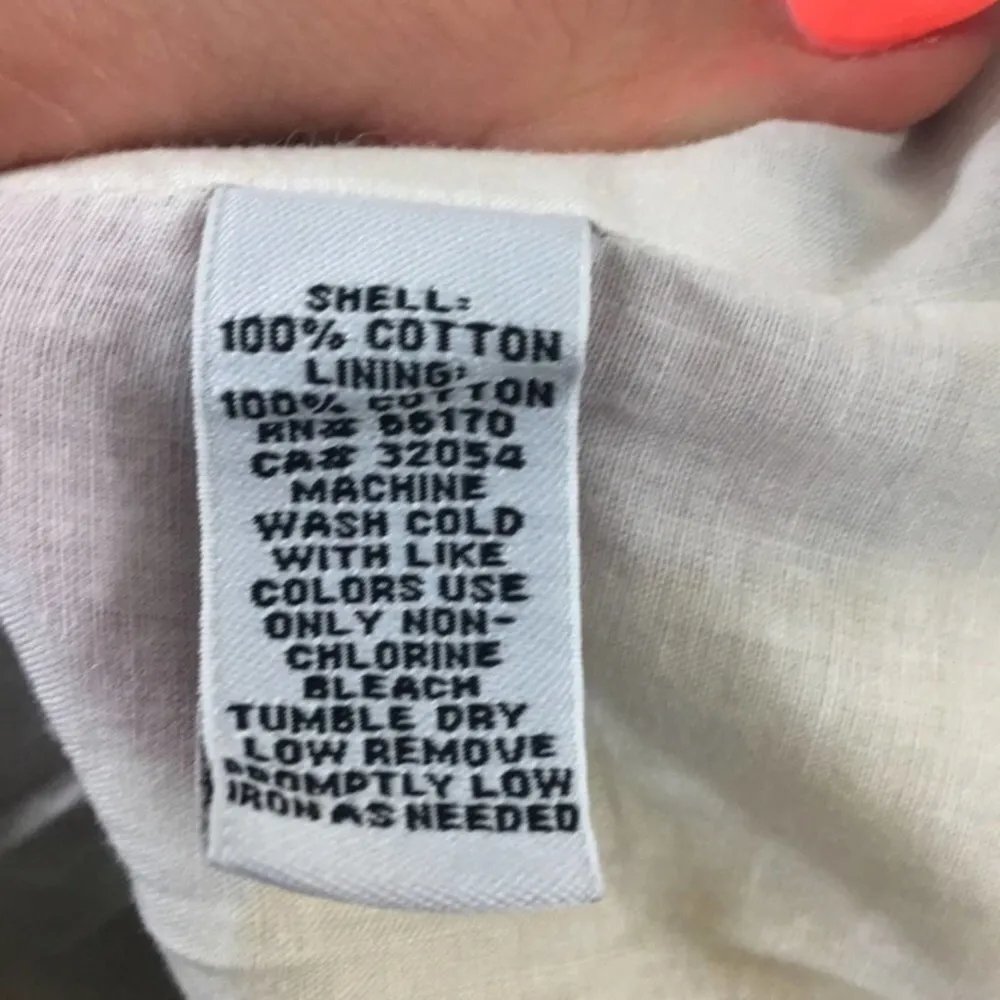 SHELL:
100% COTTON
LINING:
100% COTTON
RN# 66170
CA# 32054
MACHINE
WASH COLD
WITH LIKE
COLORS USE
ONLY NON-
CHLORINE
BLEACH
TUMBLE DRY
LOW REMOVE
PROMPTLY LOW
IRON AS NEEDED